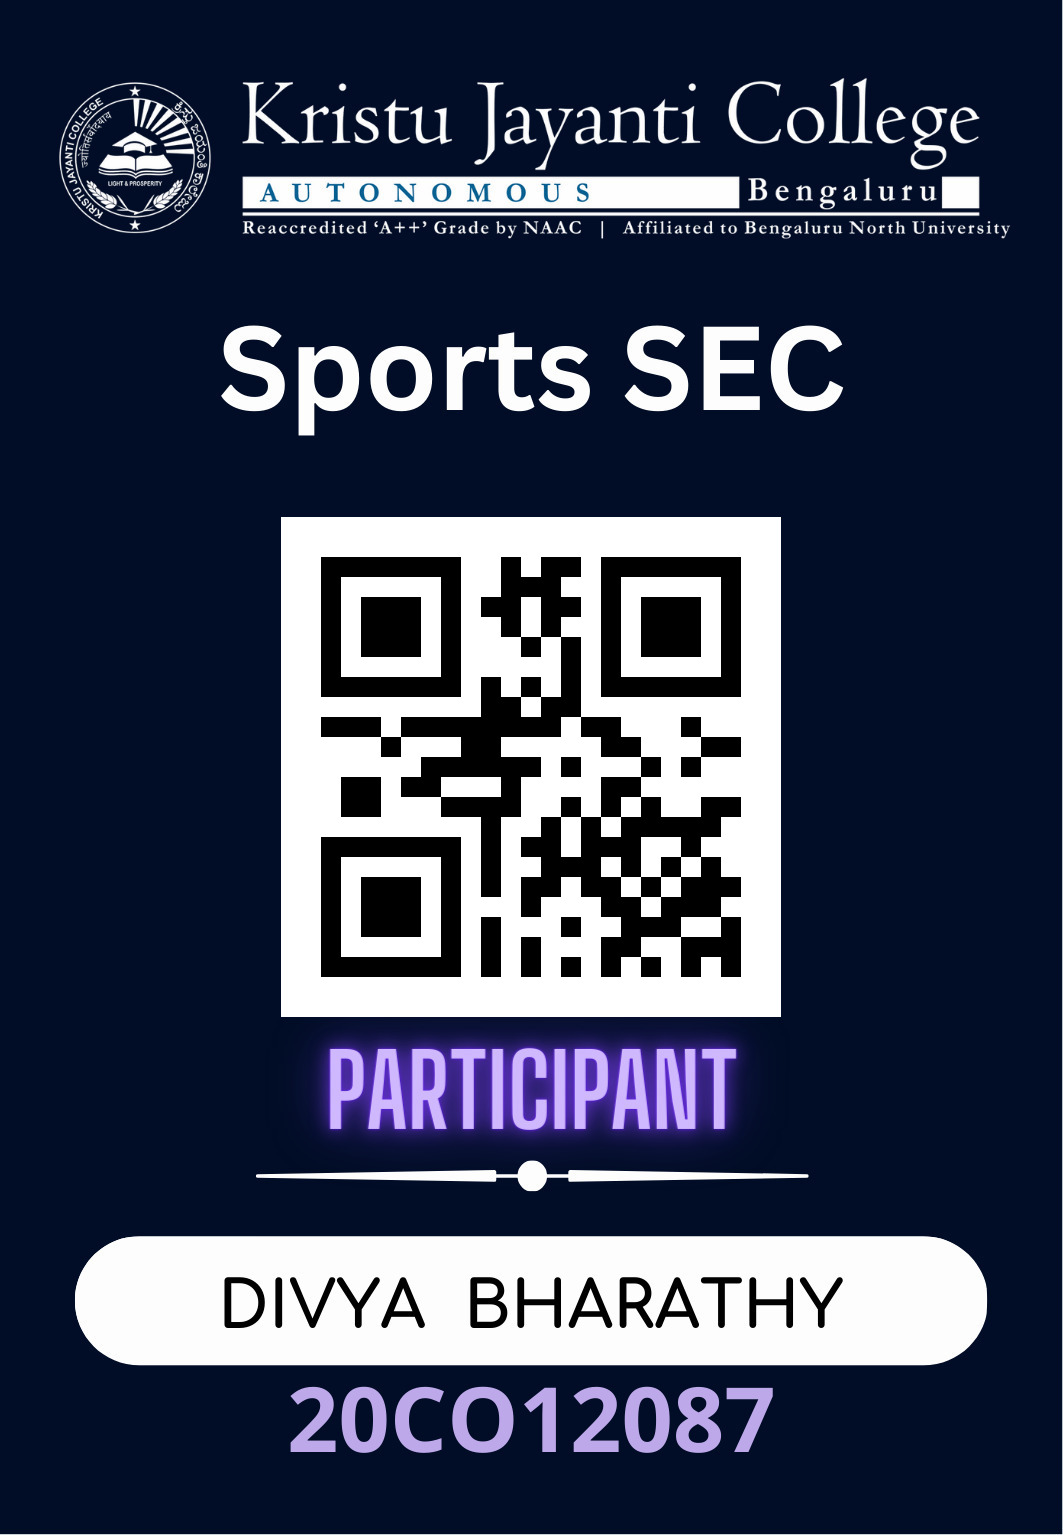 KRISTU JAYANTI COLLEGE
ज्योतिसंवादयाय
LIGHT & PROSPERITY
Kristu Jayanti College
AUTONOMOUS Bengaluru
Reaccredited ‘A++’ Grade by NAAC | Affiliated to Bengaluru North University
Sports SEC
PARTICIPANT
DIVYA BHARATHY
20CO12087